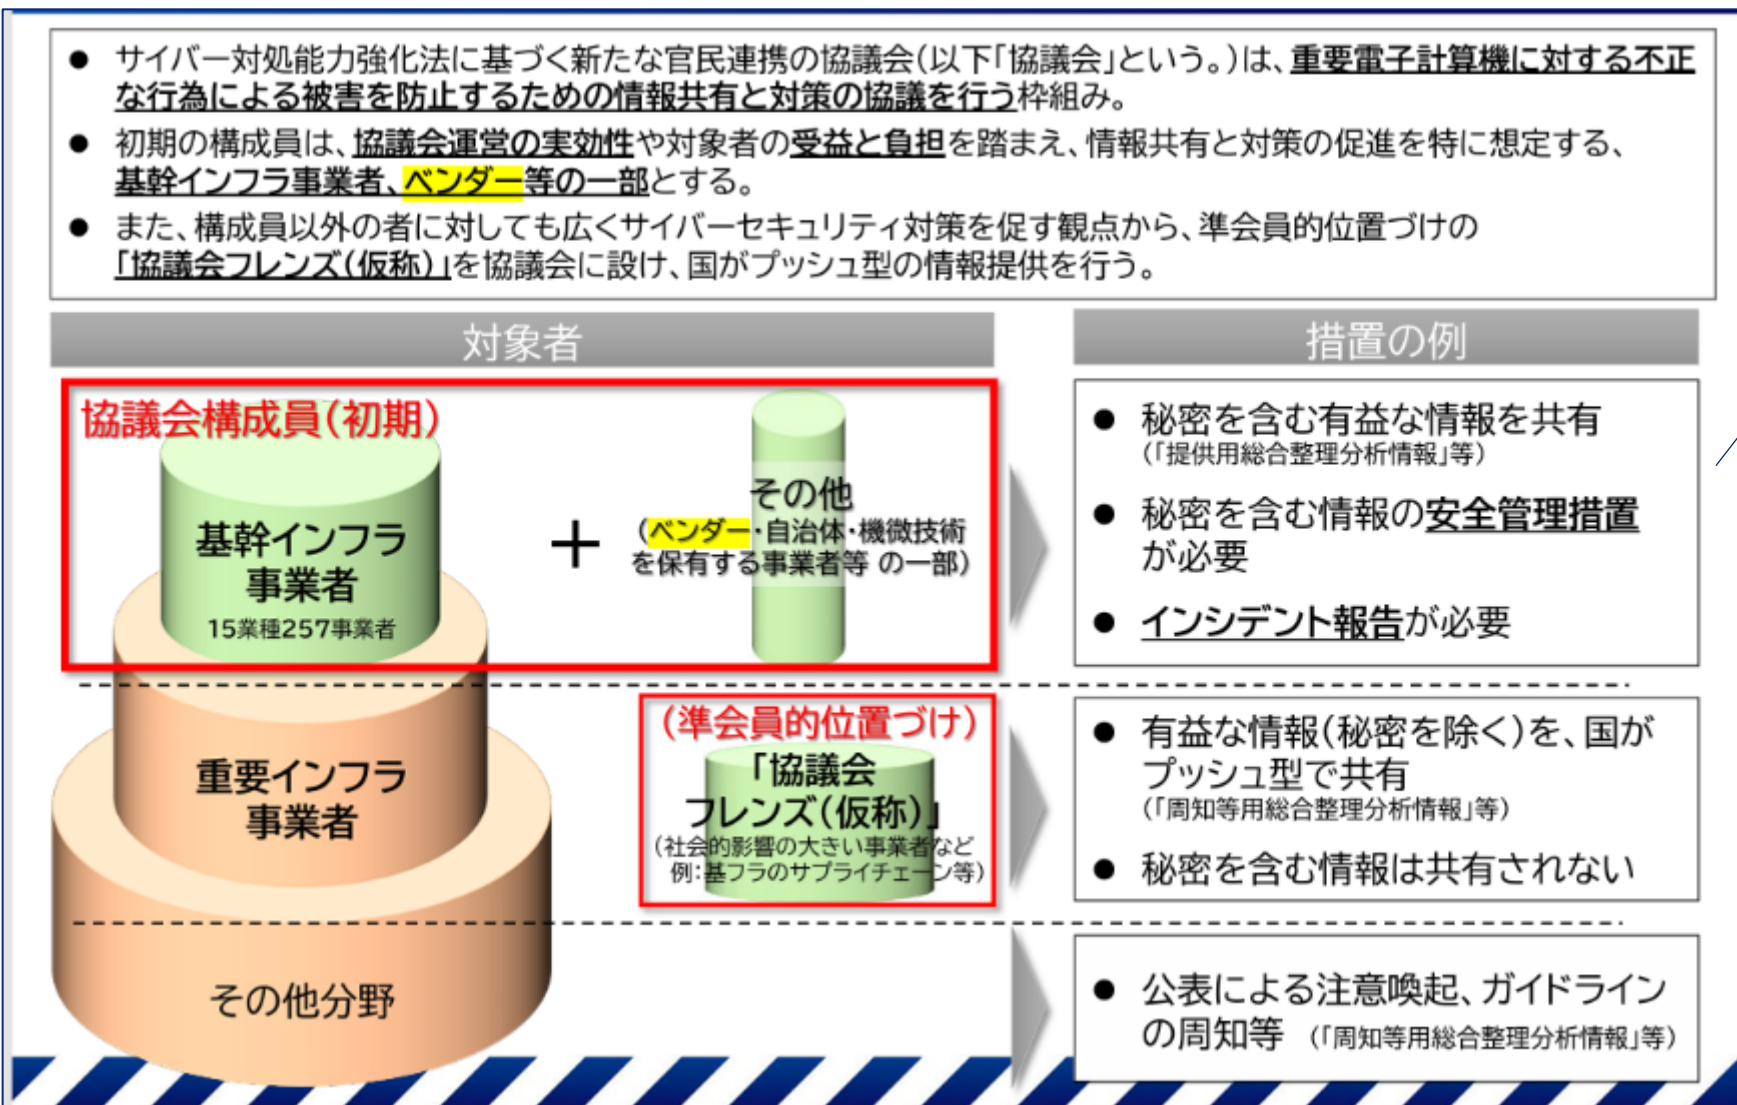 ● サイバー対処能力強化法に基づく新たな官民連携の協議会(以下「協議会」という。)は、重要電子計算機に対する不正
な行為による被害を防止するための情報共有と対策の協議を行う枠組み。
● 初期の構成員は、協議会運営の実効性や対象者の受益と負担を踏まえ、情報共有と対策の促進を特に想定する、
基幹インフラ事業者、ベンダー等の一部とする。
● また、構成員以外の者に対しても広くサイバーセキュリティ対策を促す観点から、準会員的位置づけの
「協議会フレンズ(仮称)」を協議会に設け、国がプッシュ型の情報提供を行う。
対象者
協議会構成員(初期)
基幹インフラ
事業者
15業種257事業者
＋
その他
(ベンダー・自治体・機微技術
を保有する事業者等 の一部)
重要インフラ
事業者
(準会員的位置づけ)
「協議会
フレンズ(仮称)」
(社会的影響の大きい事業者など
例:基フラのサプライチェーン等)
その他分野
措置の例
● 秘密を含む有益な情報を共有
(「提供用総合整理分析情報」等)
● 秘密を含む情報の安全管理措置
が必要
● インシデント報告が必要
● 有益な情報(秘密を除く)を、国が
プッシュ型で共有
(「周知等用総合整理分析情報」等)
● 秘密を含む情報は共有されない
● 公表による注意喚起、ガイドライン
の周知等 (「周知等用総合整理分析情報」等)